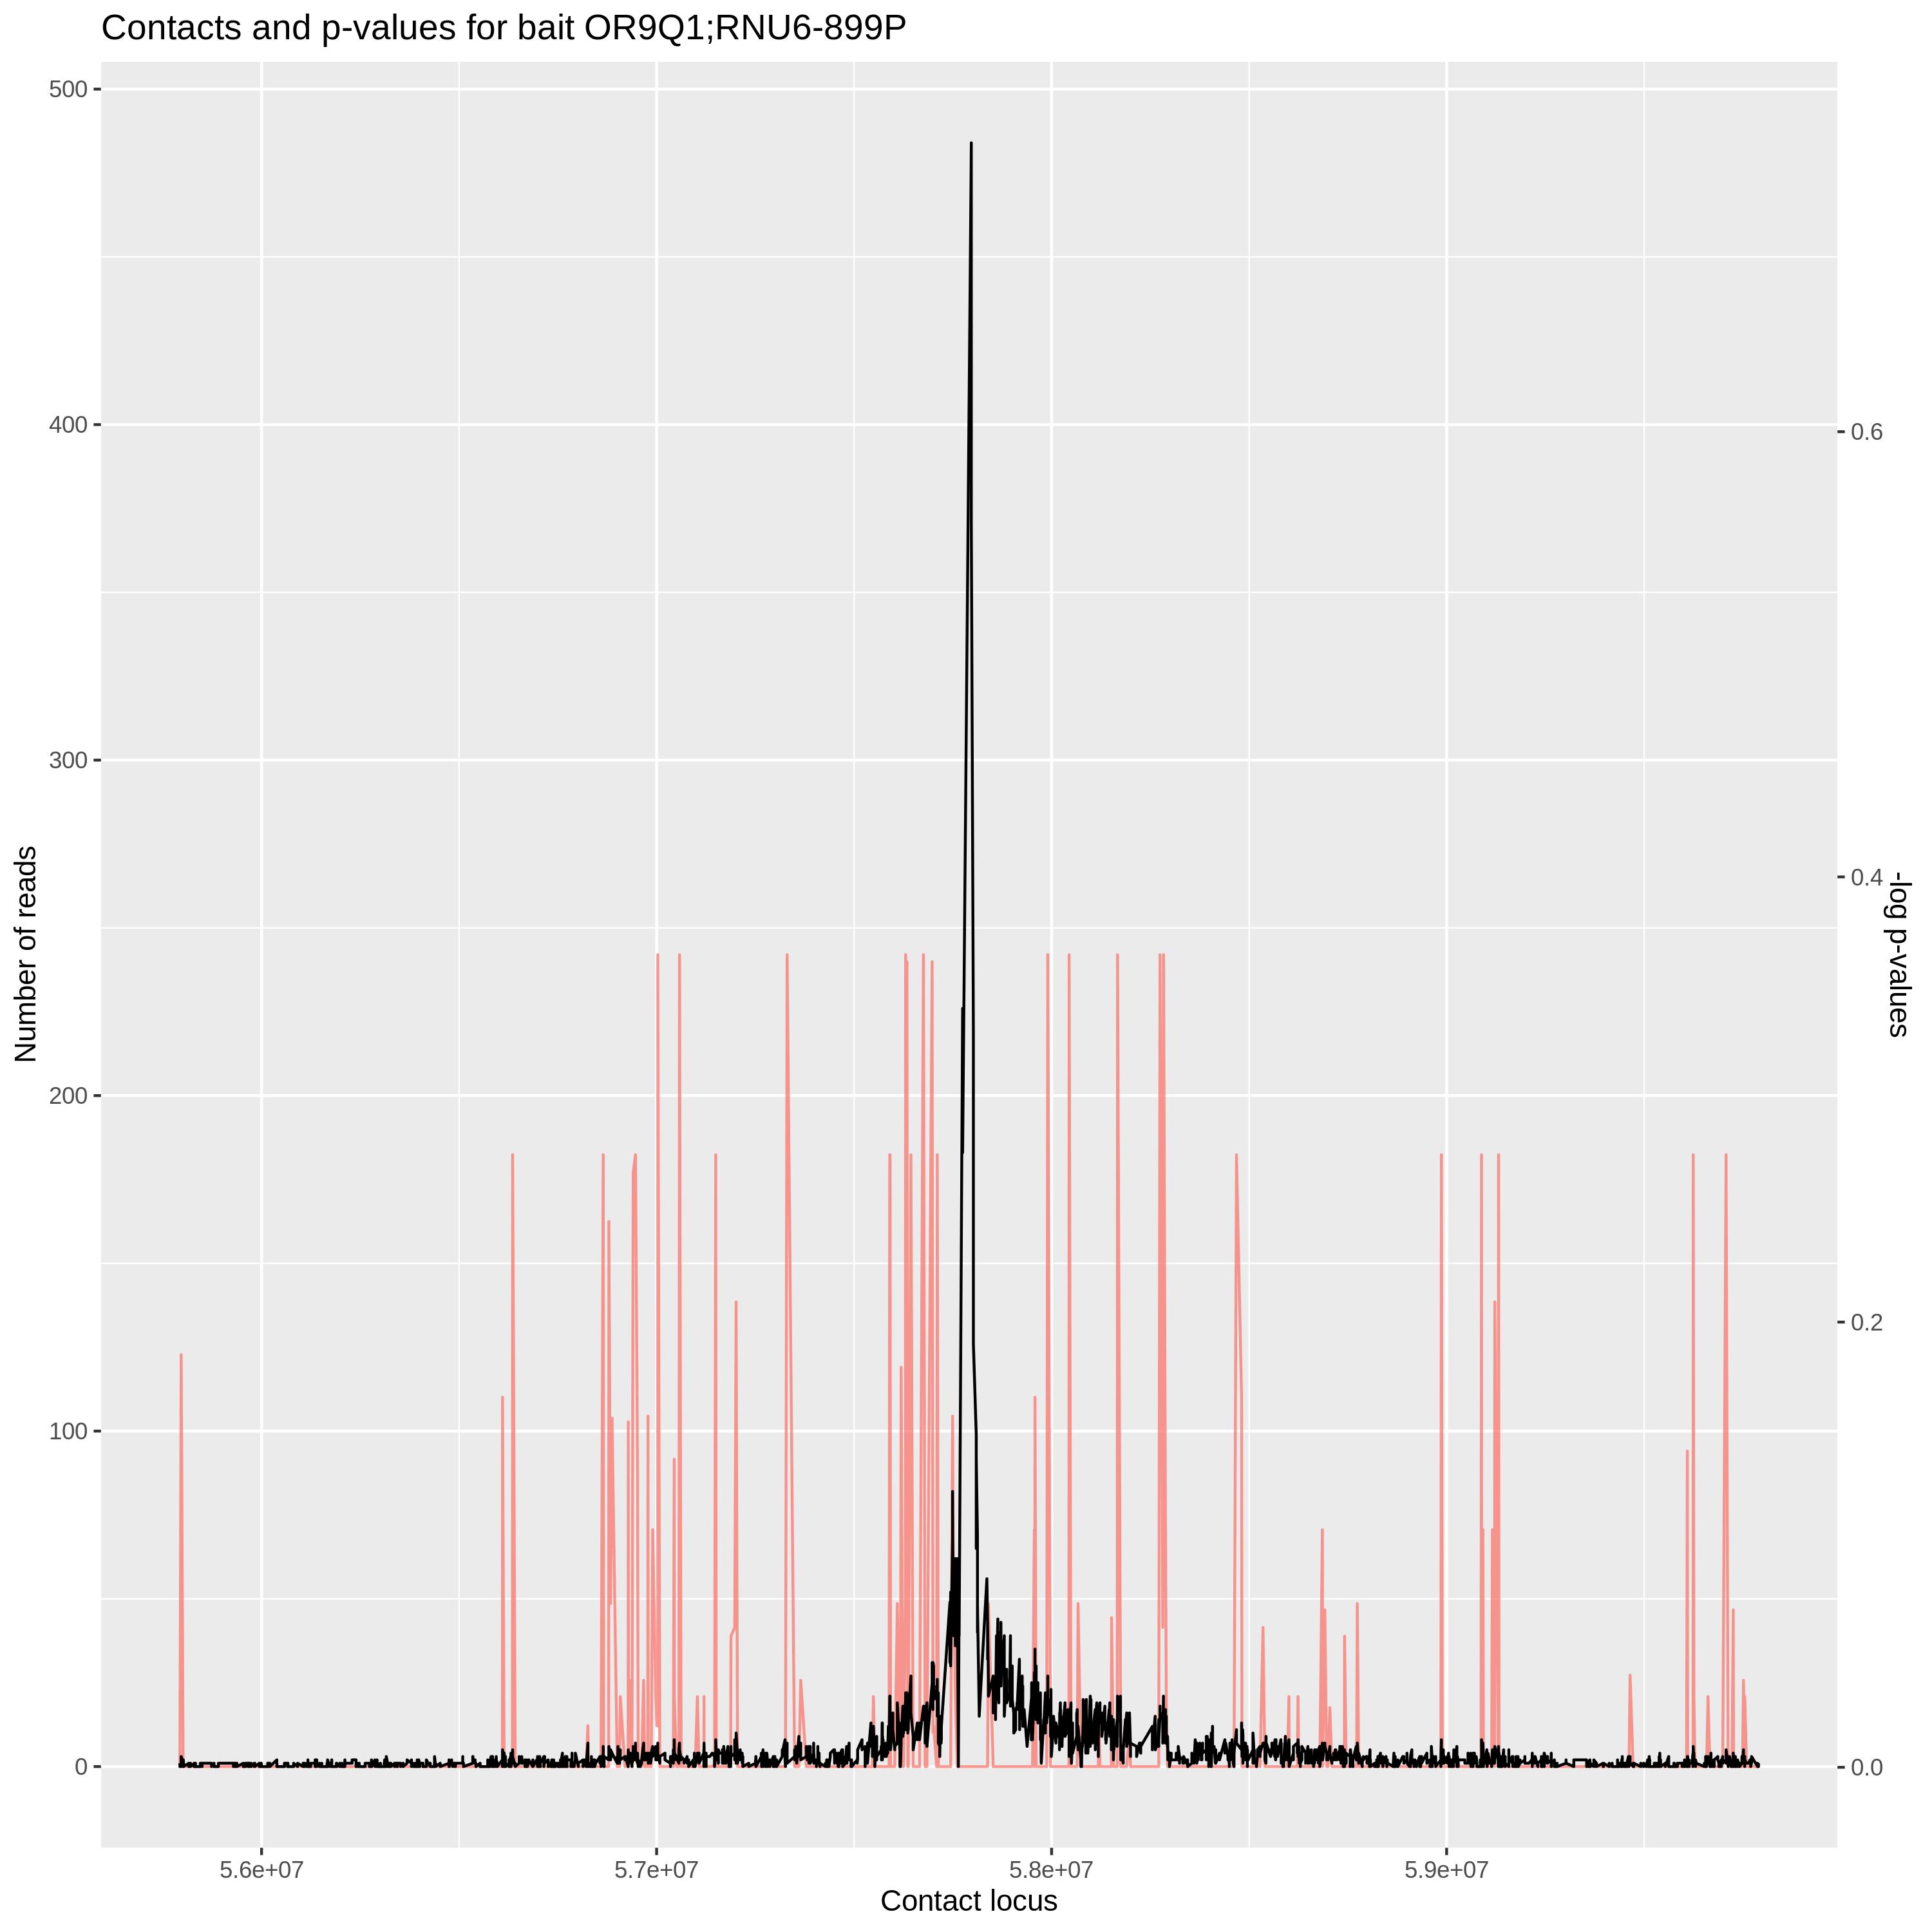 Contacts and p-values for bait OR9Q1;RNU6-899P
500
400
300
200
100
0
Number of reads
0.6
0.4
0.2
0.0
-log p-values
5.6e+07
5.7e+07
5.8e+07
5.9e+07
Contact locus